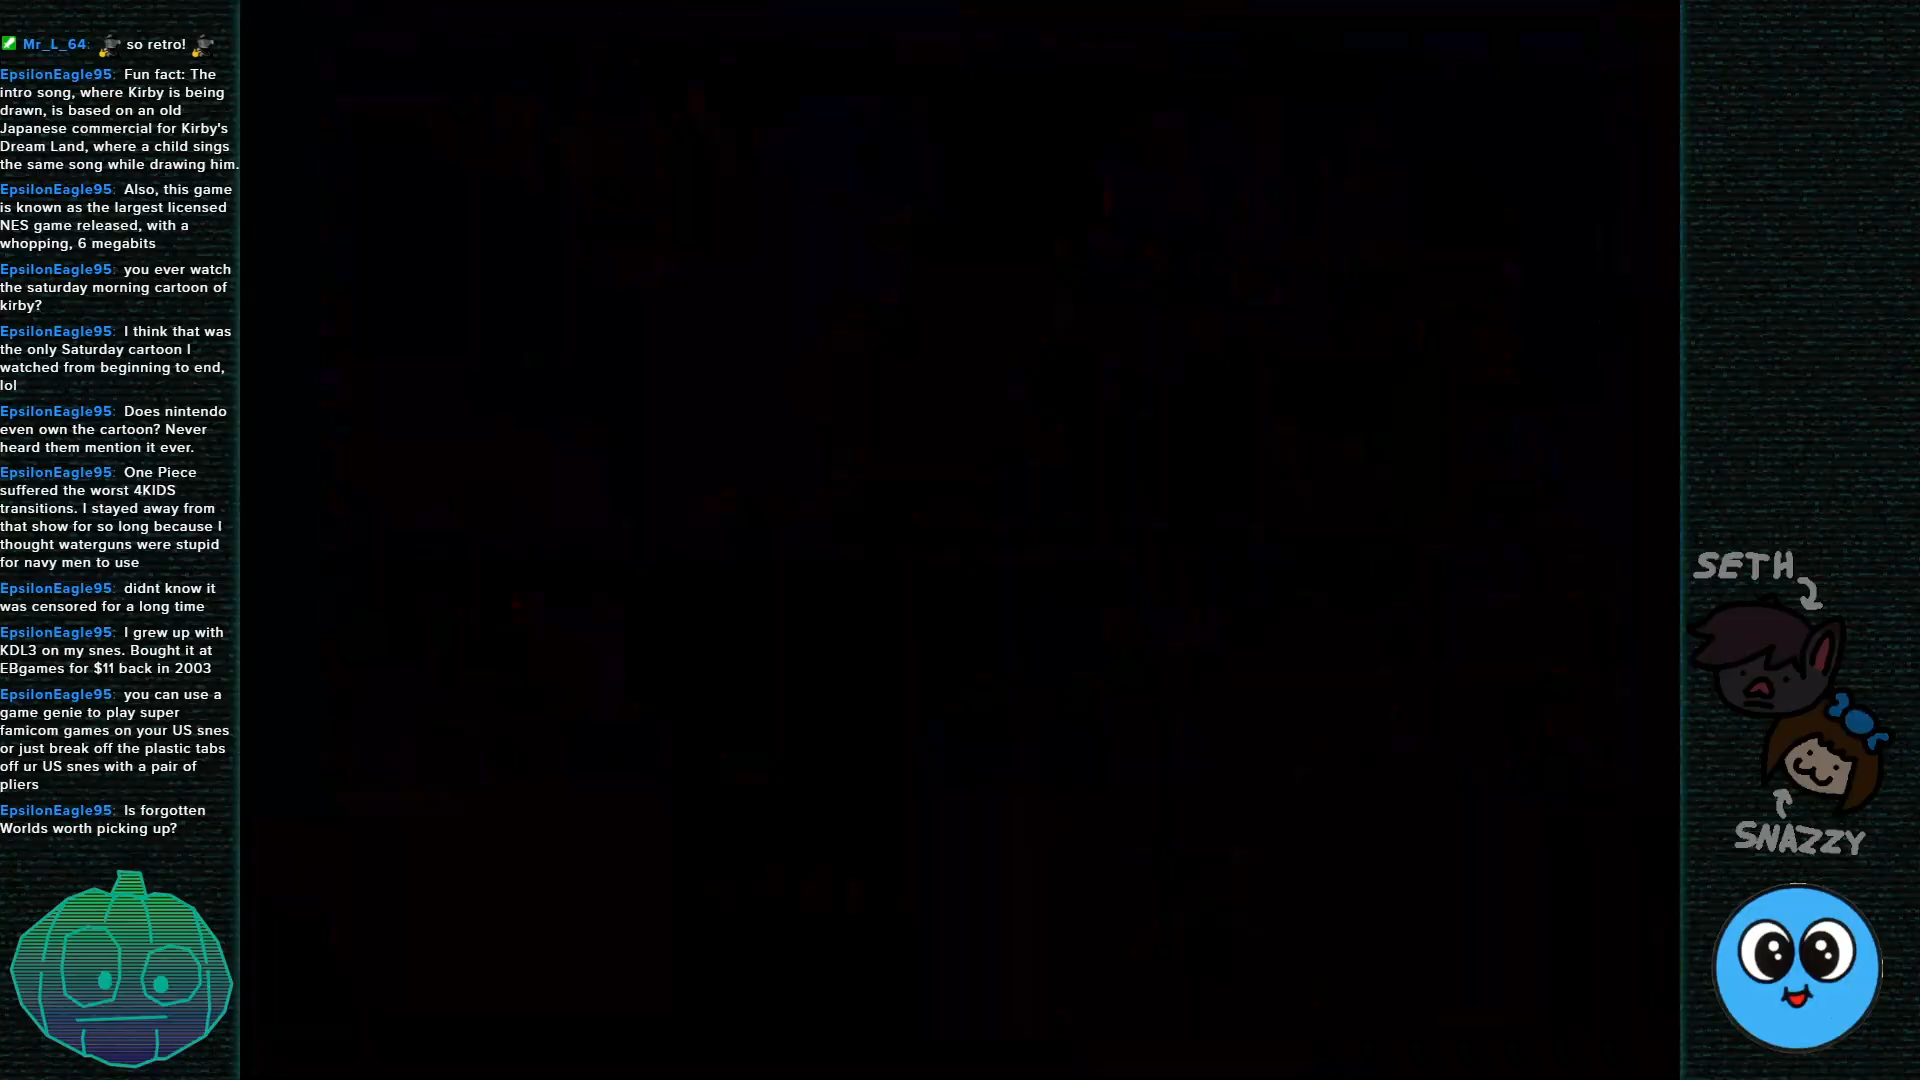 Mr_L_64: so retro!
EpsilonEagle95: Fun fact: The
intro song, where Kirby is being
drawn, is based on an old
Japanese commercial for Kirby's
Dream Land, where a child sings
the same song while drawing him.
EpsilonEagle95: Also, this game
is known as the largest licensed
NES game released, with a
whopping, 6 megabits
EpsilonEagle95: you ever watch
the saturday morning cartoon of
kirby?
EpsilonEagle95: I think that was
the only Saturday cartoon I
watched from beginning to end,
lol
EpsilonEagle95: Does nintendo
even own the cartoon? Never
heard them mention it ever.
EpsilonEagle95: One Piece
suffered the worst 4KIDS
transitions. I stayed away from
that show for so long because I
thought waterguns were stupid
for navy men to use
EpsilonEagle95: didnt know it
was censored for a long time
EpsilonEagle95: I grew up with
KDL3 on my snes. Bought it at
EBgames for $11 back in 2003
EpsilonEagle95: you can use a
game genie to play super
famicom games on your US snes
or just break off the plastic tabs
off ur US snes with a pair of
pliers
EpsilonEagle95: Is forgotten
Worlds worth picking up?
SETH
SNAZZY